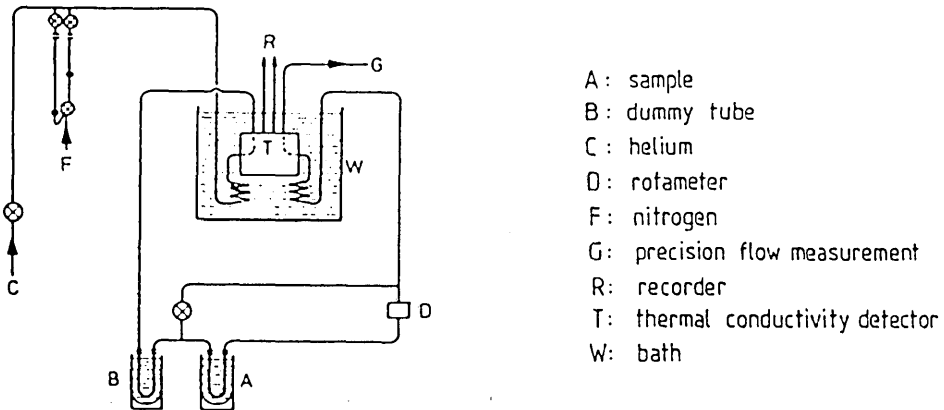 R
G
F
T
W
C
D
B
A
A: sample
B: dummy tube
C: helium
D: rotameter
F: nitrogen
G: precision flow measurement
R: recorder
T: thermal conductivity detector
W: bath